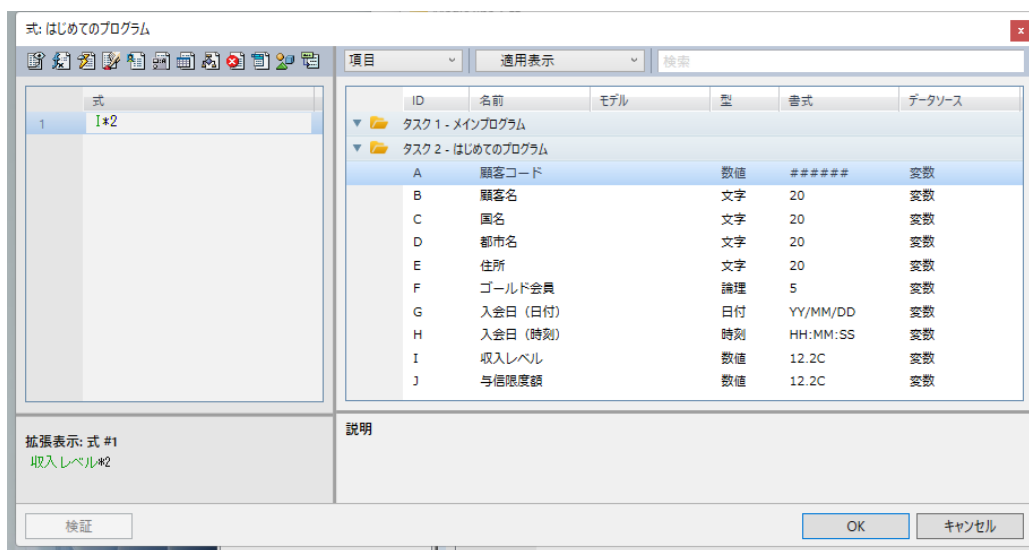 式: はじめてのプログラム
x
項目
適用表示
検索
式
1 I*2
ID 名前 モデル 型 書式 データソース
タスク 1 - メインプログラム
タスク 2 - はじめてのプログラム
A 顧客コード 数値 ###### 変数
B 顧客名 文字 20 変数
C 国名 文字 20 変数
D 都市名 文字 20 変数
E 住所 文字 20 変数
F ゴールド会員 論理 5 変数
G 入会日（日付） 日付 YY/MM/DD 変数
H 入会日（時刻） 時刻 HH:MM:SS 変数
I 収入レベル 数値 12.2C 変数
J 与信限度額 数値 12.2C 変数
拡張表示: 式 #1
収入レベル*2
説明
検証
OK
キャンセル